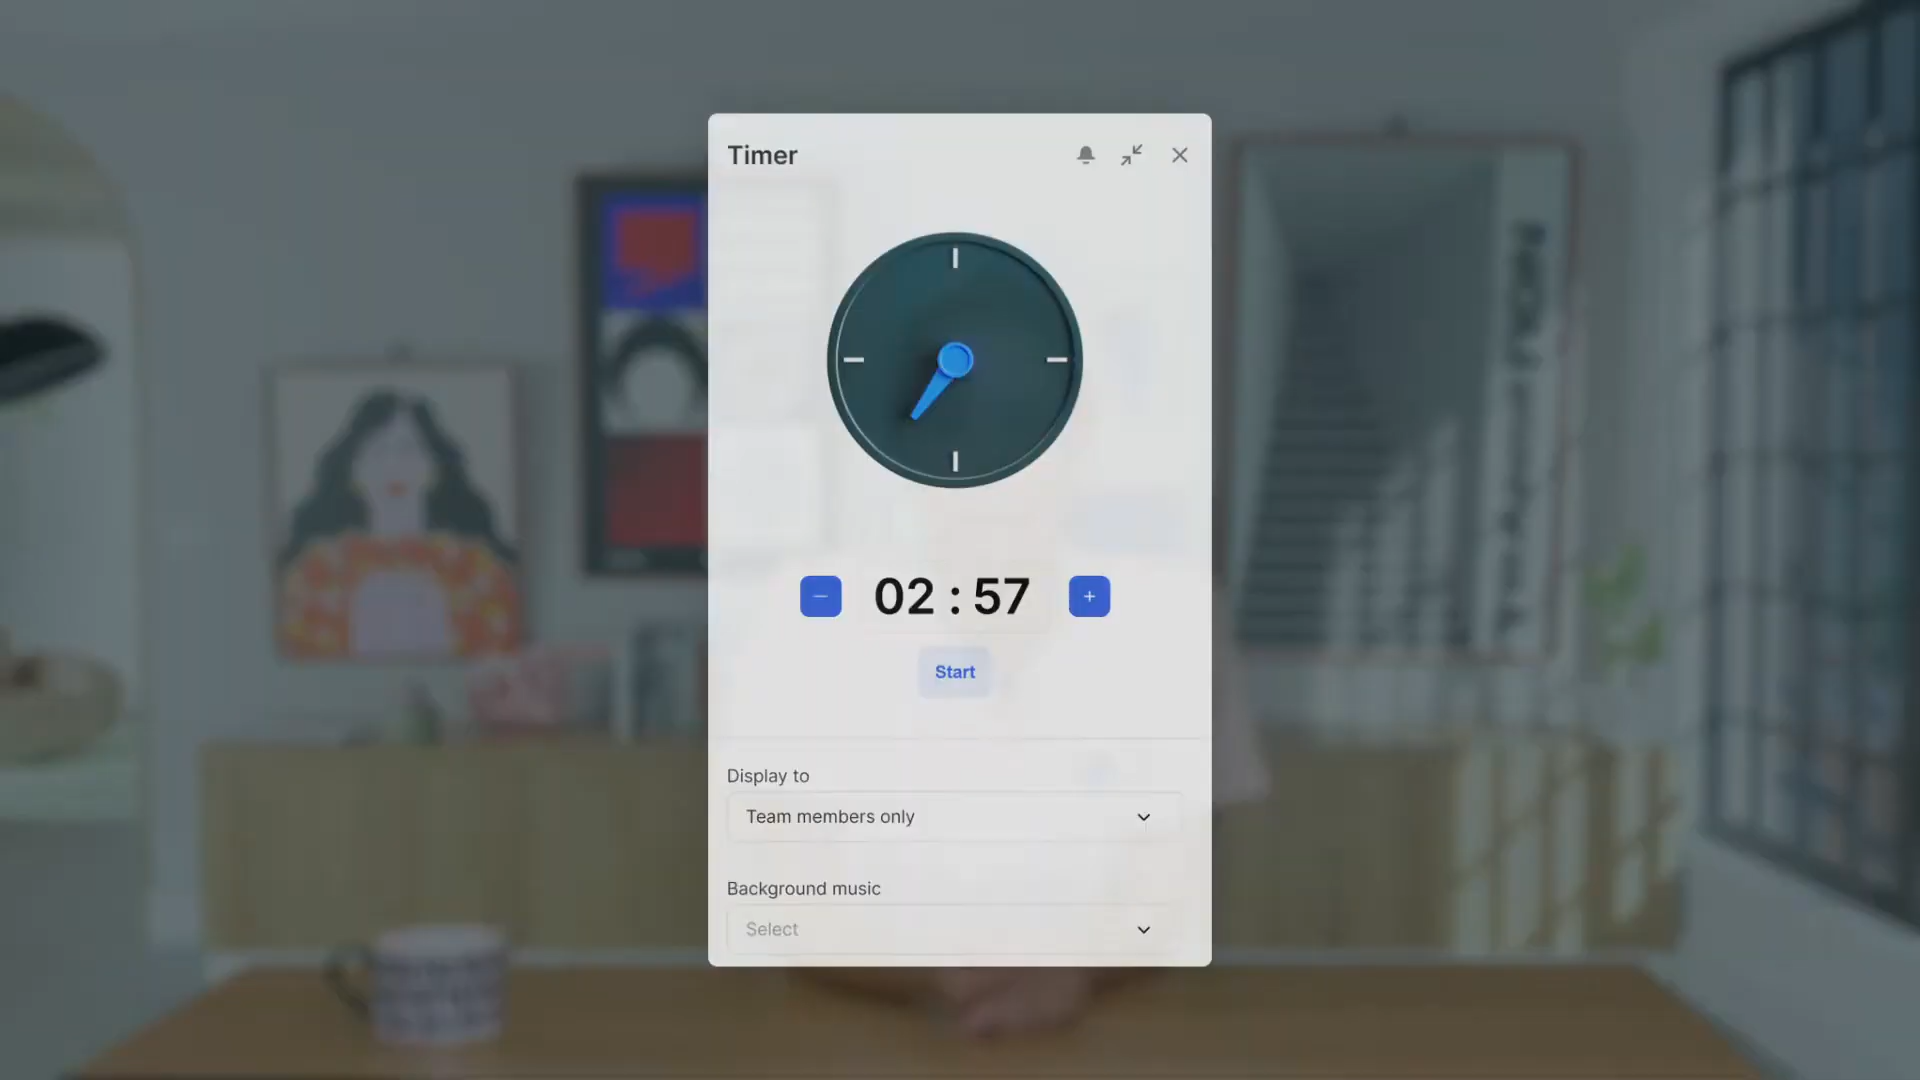 Timer
02 : 57
Start
Display to
Team members only
Background music
Select